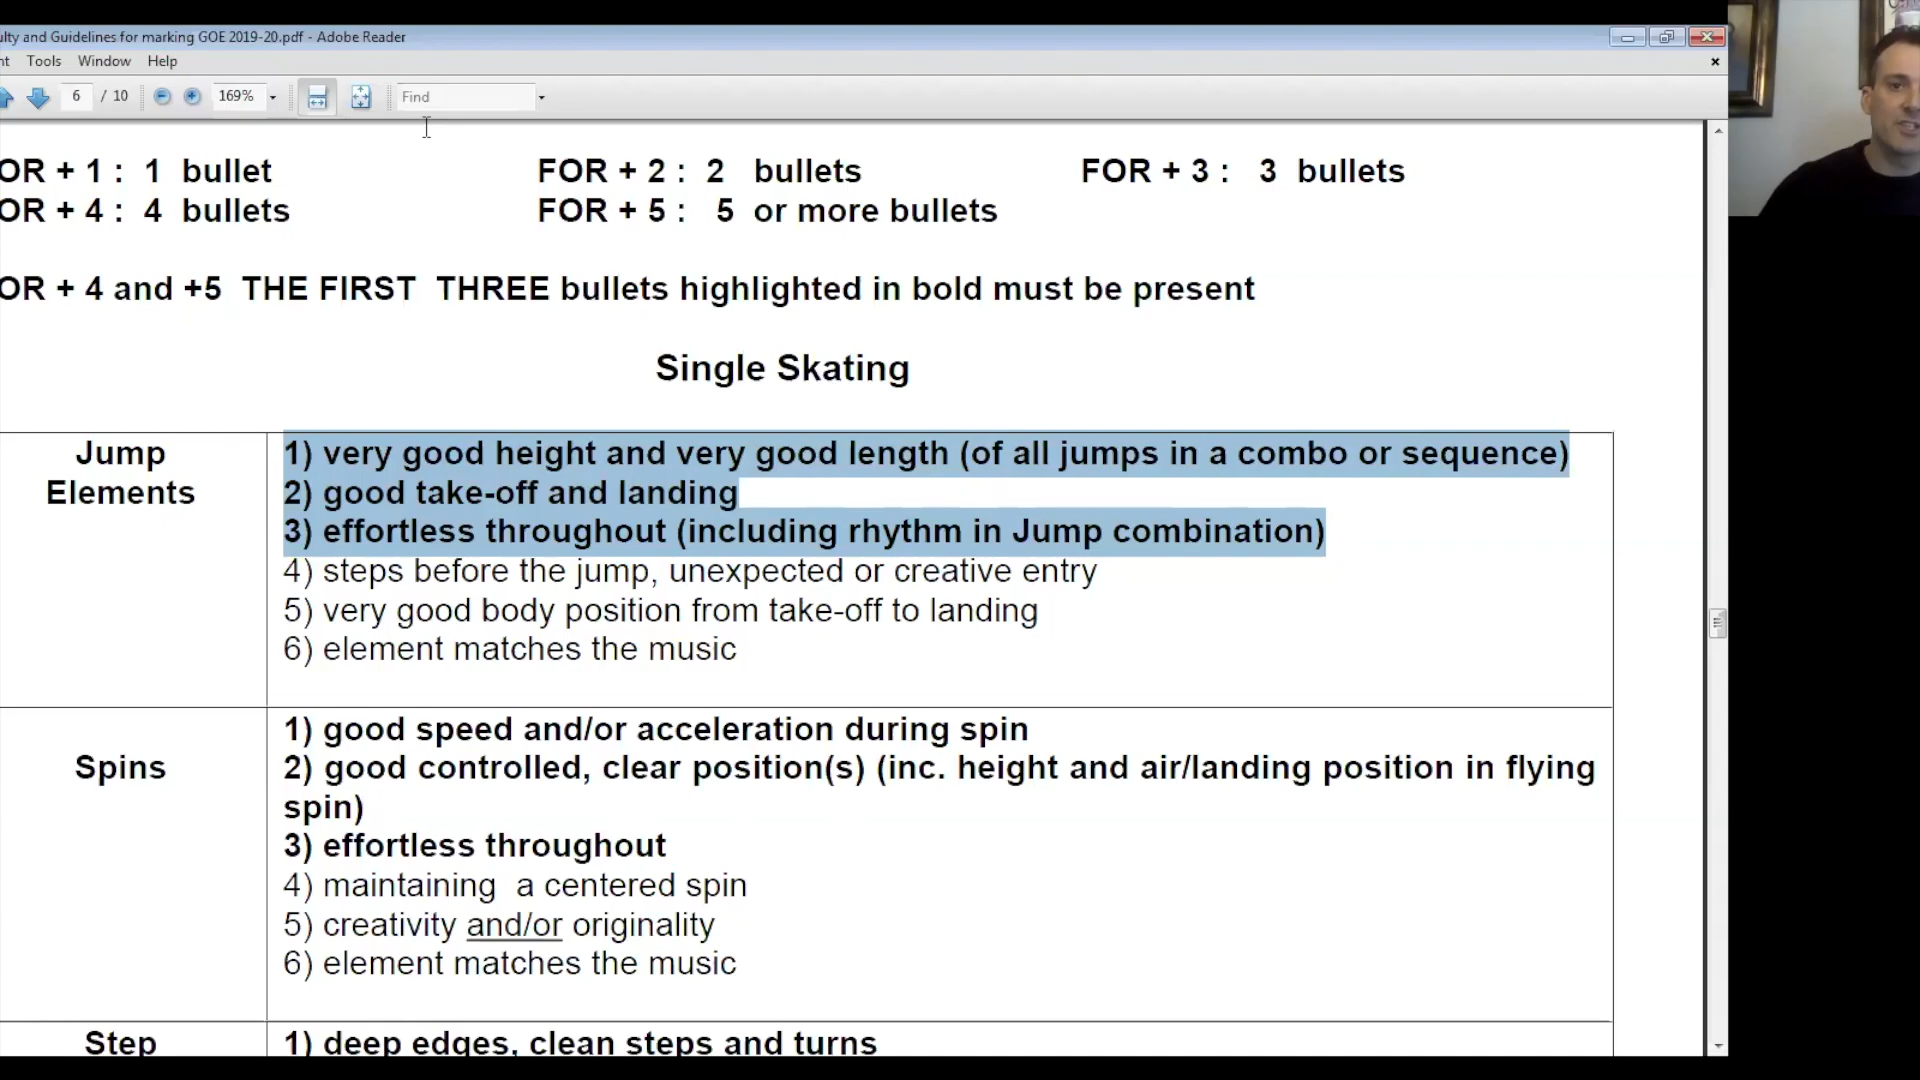 ulty and Guidelines for marking GOE 2019-20.pdf - Adobe Reader
nt Tools Window Help
6 / 10 169% Find
OR + 1 : 1 bullet FOR + 2 : 2 bullets FOR + 3 : 3 bullets
OR + 4 : 4 bullets FOR + 5 : 5 or more bullets
OR + 4 and +5 THE FIRST THREE bullets highlighted in bold must be present
Single Skating
Jump Elements
1) very good height and very good length (of all jumps in a combo or sequence)
2) good take-off and landing
3) effortless throughout (including rhythm in Jump combination)
4) steps before the jump, unexpected or creative entry
5) very good body position from take-off to landing
6) element matches the music
Spins
1) good speed and/or acceleration during spin
2) good controlled, clear position(s) (inc. height and air/landing position in flying
spin)
3) effortless throughout
4) maintaining a centered spin
5) creativity and/or originality
6) element matches the music
Step
1) deep edges, clean steps and turns